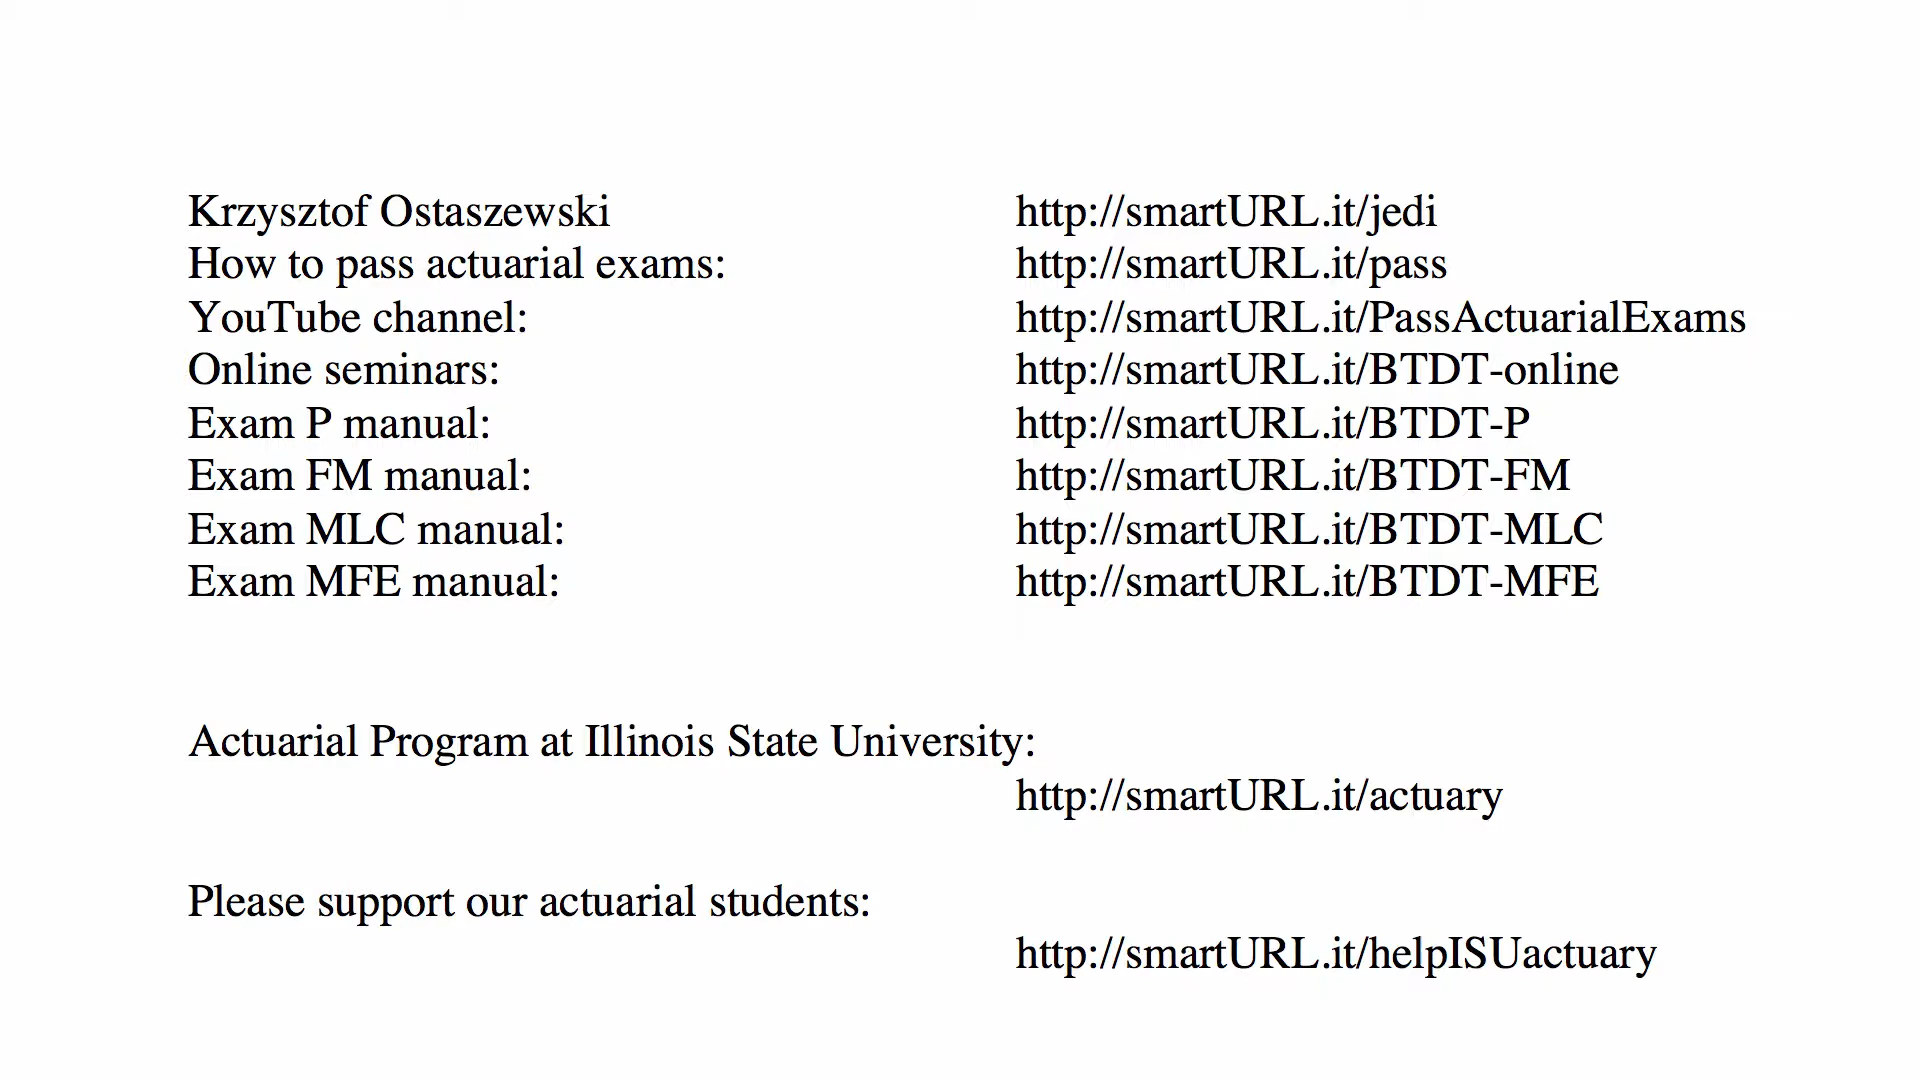 Krzysztof Ostaszewski http://smartURL.it/jedi
How to pass actuarial exams: http://smartURL.it/pass
YouTube channel: http://smartURL.it/PassActuarialExams
Online seminars: http://smartURL.it/BTDT-online
Exam P manual: http://smartURL.it/BTDT-P
Exam FM manual: http://smartURL.it/BTDT-FM
Exam MLC manual: http://smartURL.it/BTDT-MLC
Exam MFE manual: http://smartURL.it/BTDT-MFE
Actuarial Program at Illinois State University:
http://smartURL.it/actuary
Please support our actuarial students:
http://smartURL.it/helpISUactuary